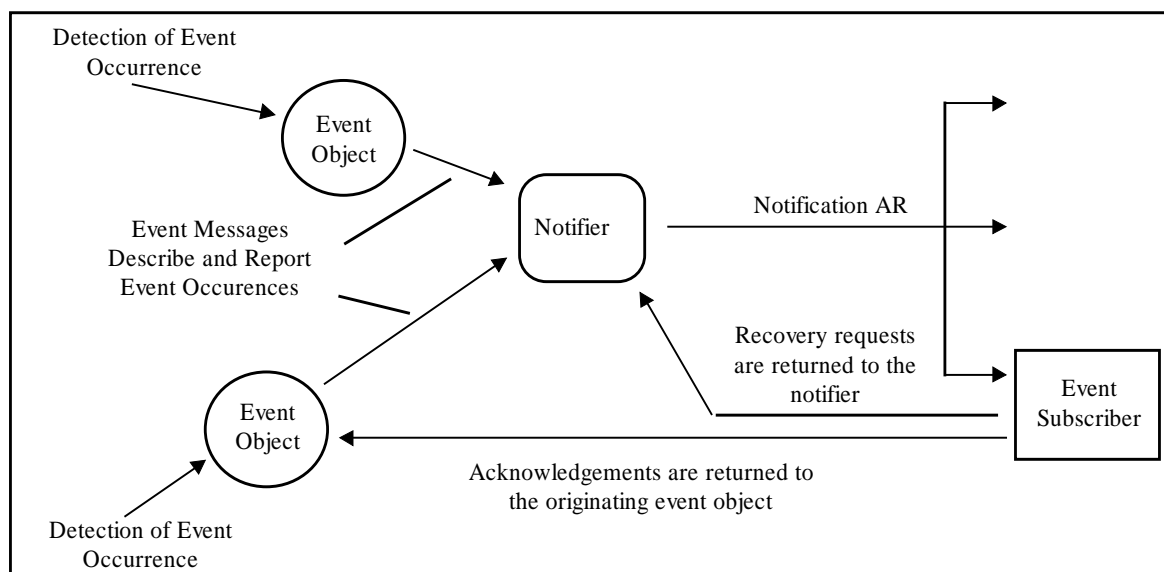 Detection of Event
Occurrence
Event
Object
Event Messages
Describe and Report
Event Occurences
Notifier
Notification AR
Recovery requests
are returned to the
notifier
Event
Subscriber
Event
Object
Acknowledgements are returned to
the originating event object
Detection of Event
Occurrence